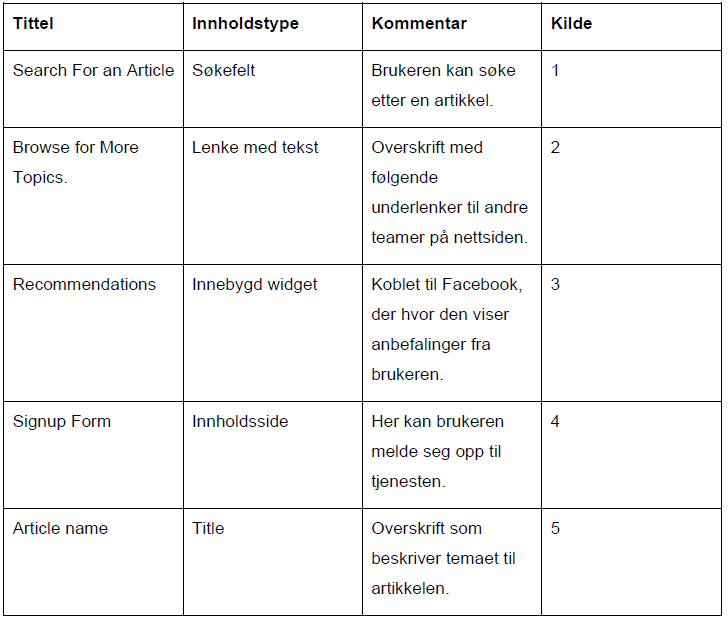 Tittel Innholdstype Kommentar Kilde
Search For an Article Søkefelt Brukeren kan søke 1
etter en artikkel.
Browse for More Lenke med tekst Overskrift med 2
Topics. følgende
underlenker til andre
teamer på nettsiden.
Recommendations Innebygd widget Koblet til Facebook, 3
der hvor den viser
anbefalinger fra
brukeren.
Signup Form Innholdsside Her kan brukeren 4
melde seg opp til
tjenesten.
Article name Title Overskrift som 5
beskriver temaet til
artikkelen.